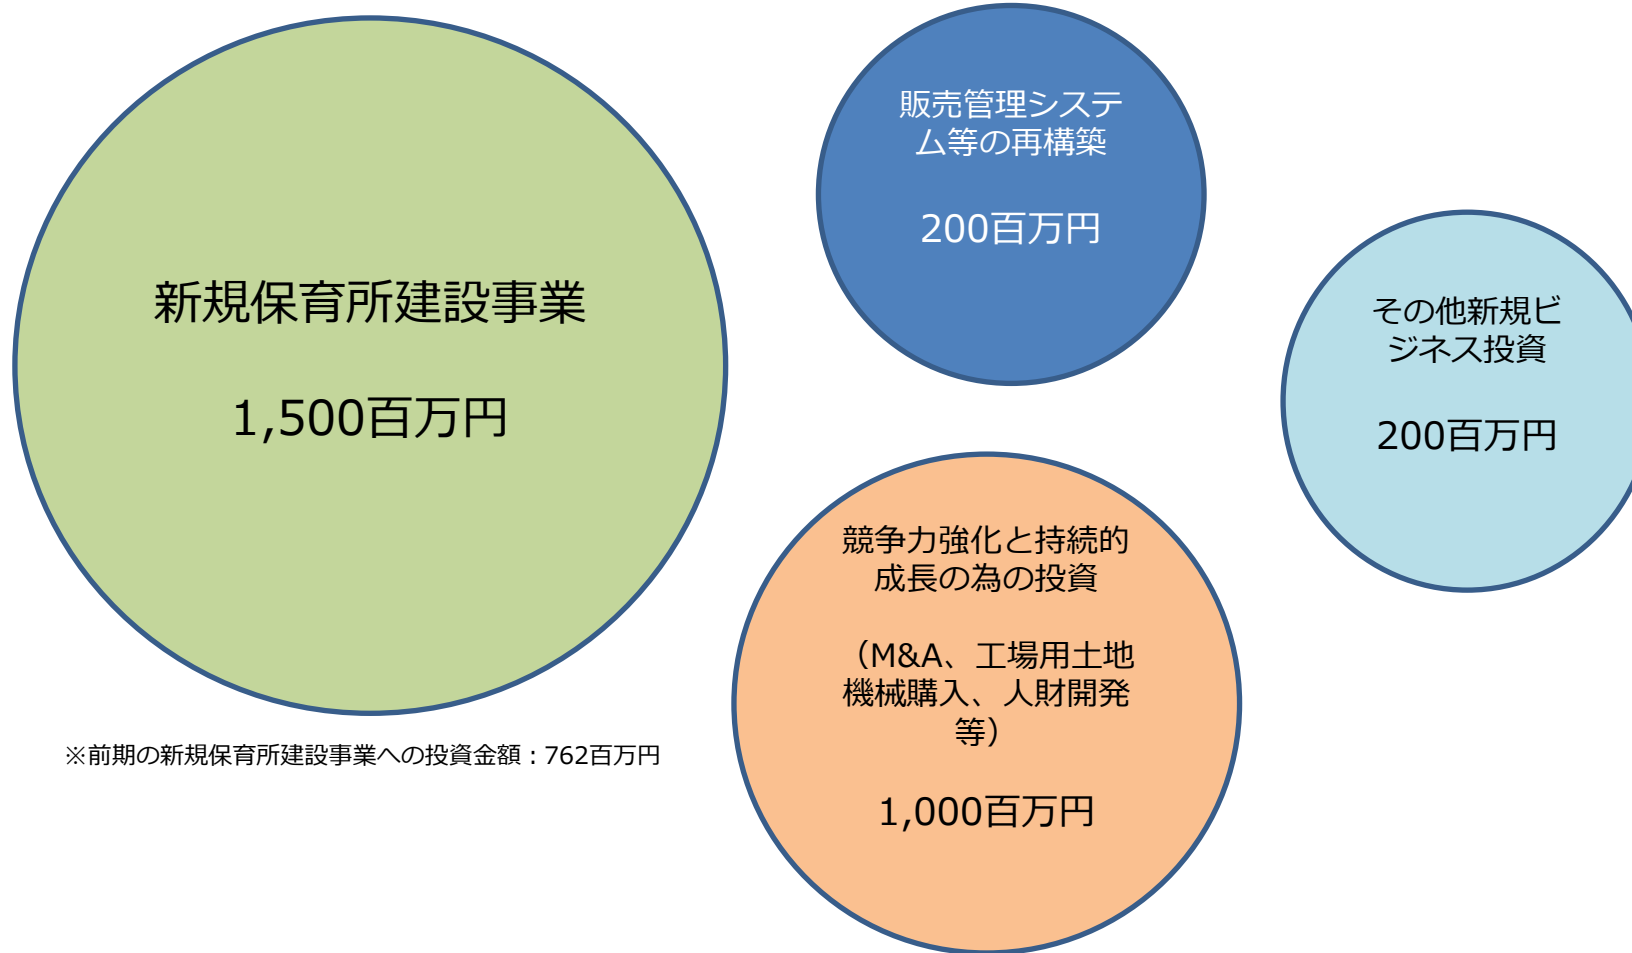 新規保育所建設事業
1,500百万円
※前期の新規保育所建設事業への投資金額：762百万円
販売管理システ
ム等の再構築
200百万円
競争力強化と持続的
成長の為の投資
（M&A、工場用土地
機械購入、人財開発
等）
1,000百万円
その他新規ビ
ジネス投資
200百万円